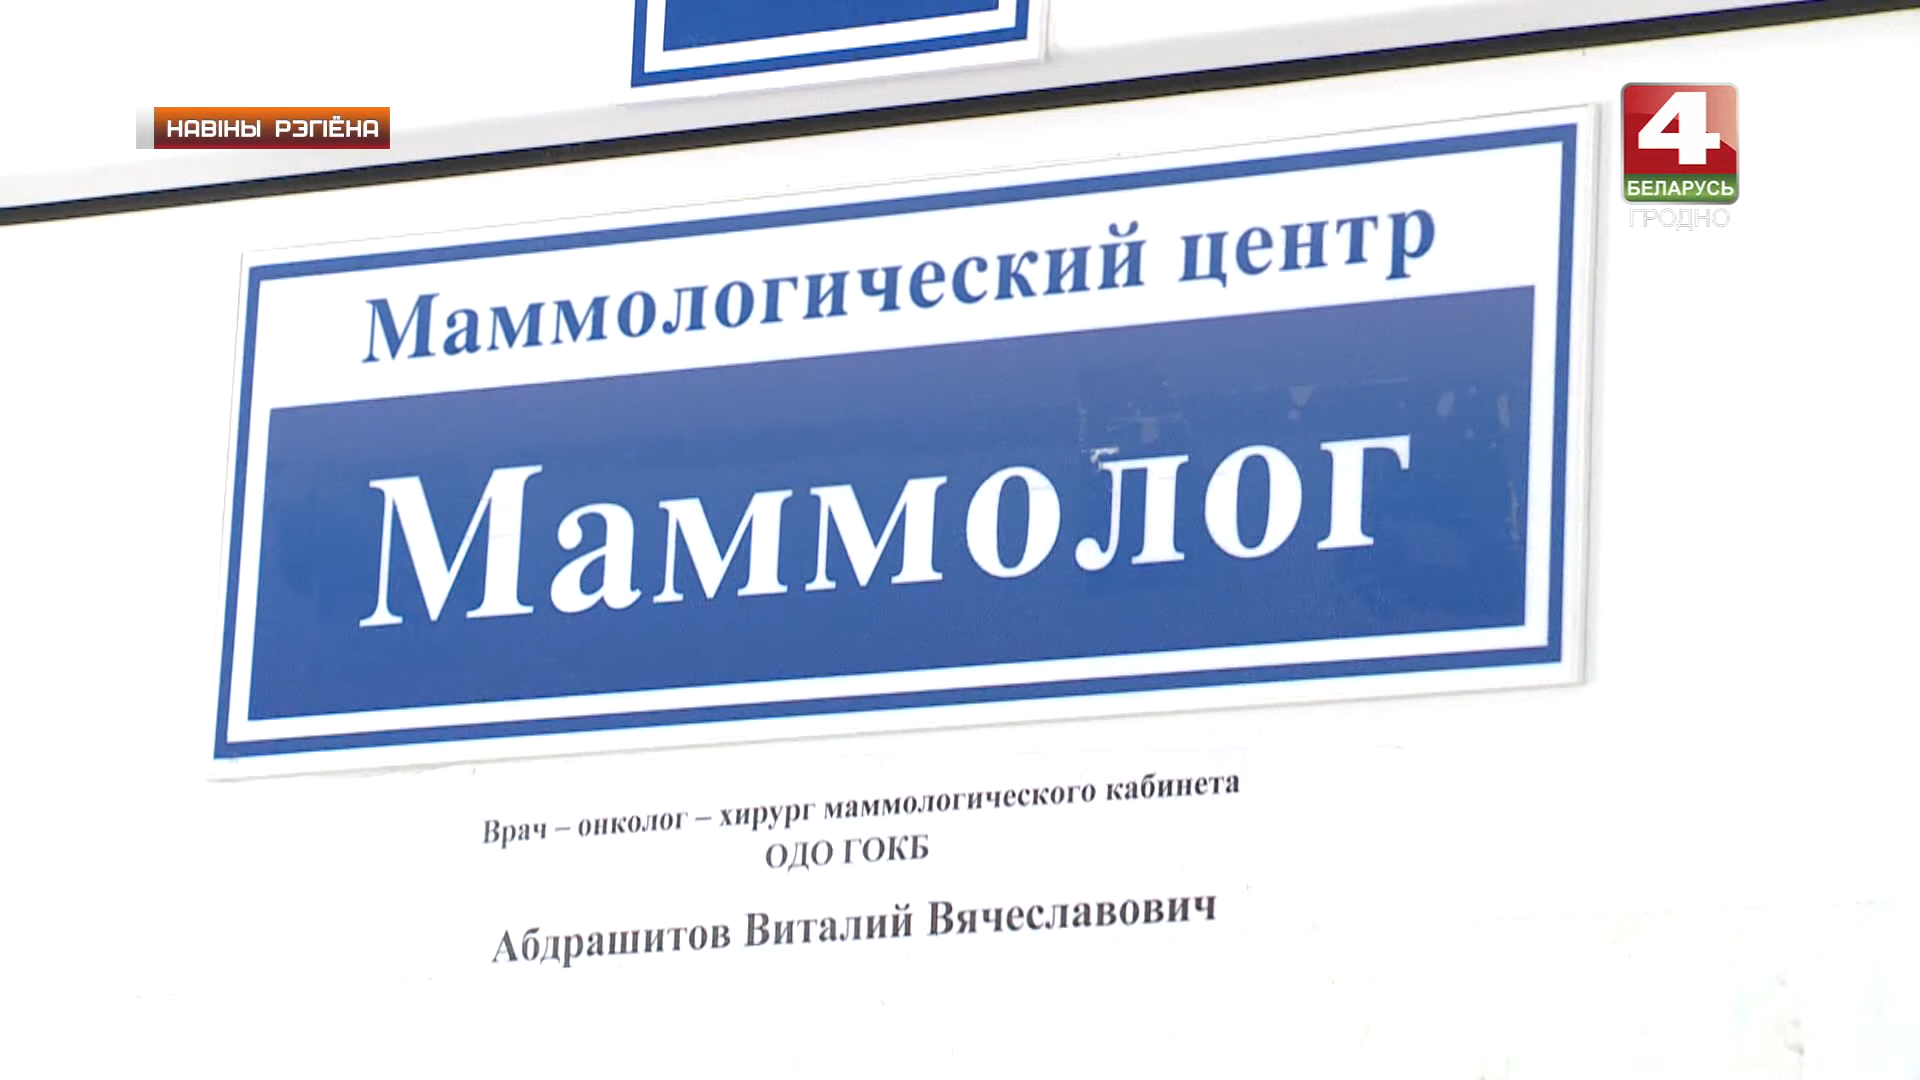 НАВІНЫ РЭГІЁНА
4
БЕЛАРУСЬ
ГРОДНО
Маммологический центр
Маммолог
Врач – онколог – хирург маммологического кабинета
ОДО ГОКБ
Абдрашитов Виталий Вячеславович